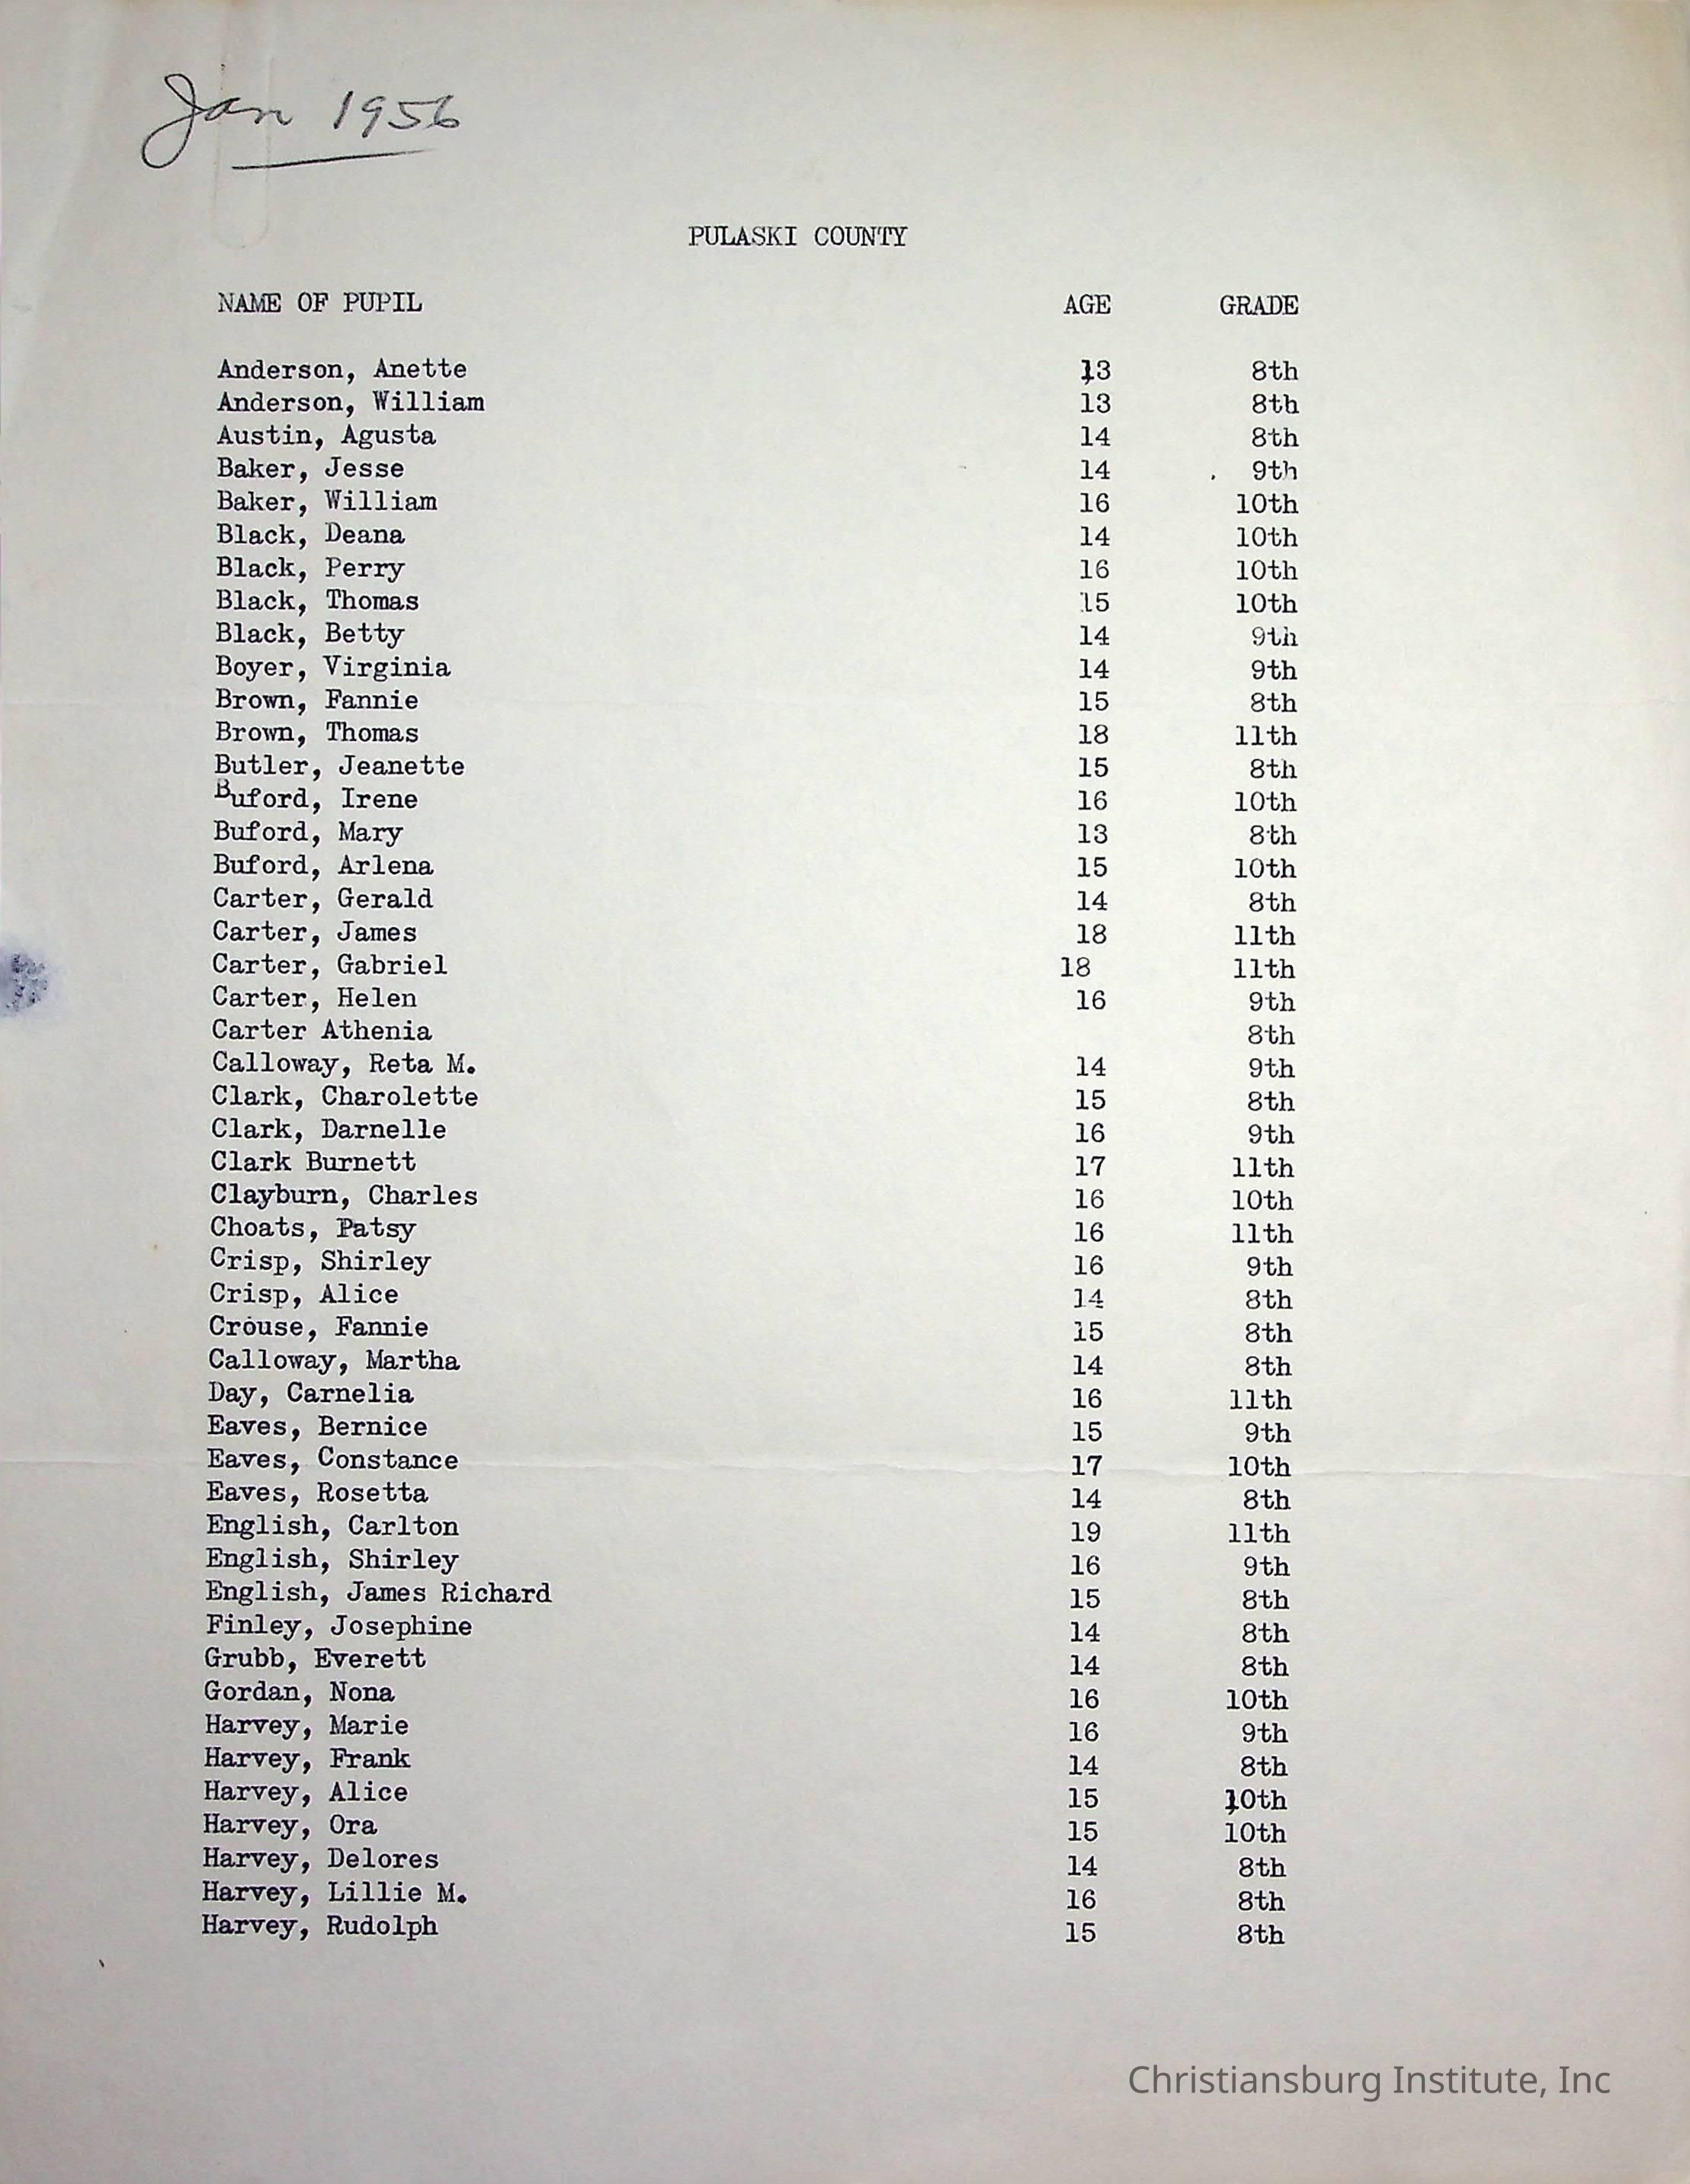 Jan 1956
PULASKI COUNTY
NAME OF PUPIL AGE GRADE
Anderson, Anette 13 8th
Anderson, William 13 8th
Austin, Agusta 14 8th
Baker, Jesse 14 9th
Baker, William 16 10th
Black, Deana 14 10th
Black, Perry 16 10th
Black, Thomas 15 10th
Black, Betty 14 9th
Boyer, Virginia 14 9th
Brown, Fannie 15 8th
Brown, Thomas 18 11th
Butler, Jeanette 15 8th
Buford, Irene 16 10th
Buford, Mary 13 8th
Buford, Arlena 15 10th
Carter, Gerald 14 8th
Carter, James 18 11th
Carter, Gabriel 18 11th
Carter, Helen 16 9th
Carter Athenia 8th
Calloway, Reta M. 14 9th
Clark, Charolette 15 8th
Clark, Darnelle 16 9th
Clark Burnett 17 11th
Clayburn, Charles 16 10th
Choats, Patsy 16 11th
Crisp, Shirley 16 9th
Crisp, Alice 14 8th
Crouse, Fannie 15 8th
Calloway, Martha 14 8th
Day, Carnelia 16 11th
Eaves, Bernice 15 9th
Eaves, Constance 17 10th
Eaves, Rosetta 14 8th
English, Carlton 19 11th
English, Shirley 16 9th
English, James Richard 15 8th
Finley, Josephine 14 8th
Grubb, Everett 14 8th
Gordan, Nona 16 10th
Harvey, Marie 16 9th
Harvey, Frank 14 8th
Harvey, Alice 15 10th
Harvey, Ora 15 10th
Harvey, Delores 14 8th
Harvey, Lillie M. 16 8th
Harvey, Rudolph 15 8th
Christiansburg Institute, Inc